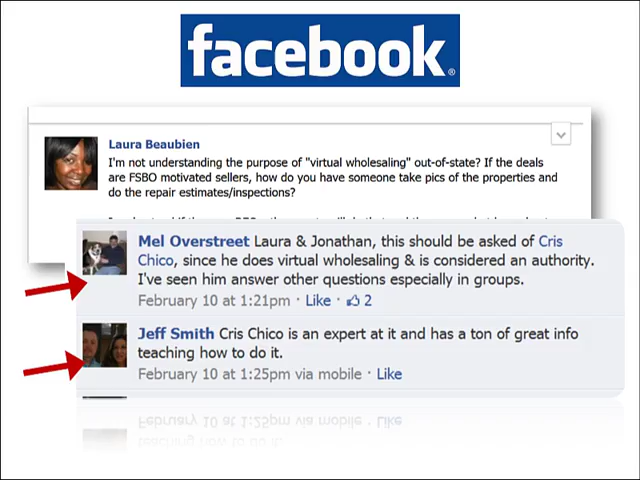 facebook®
Laura Beaubien
I'm not understanding the purpose of "virtual wholesaling" out-of-state? If the deals
are FSBO motivated sellers, how do you have someone take pics of the properties and
do the repair estimates/inspections?
Mel Overstreet Laura & Jonathan, this should be asked of Cris
Chico, since he does virtual wholesaling & is considered an authority.
I've seen him answer other questions especially in groups.
February 10 at 1:21pm · Like · 2
Jeff Smith Cris Chico is an expert at it and has a ton of great info
teaching how to do it.
February 10 at 1:25pm via mobile · Like